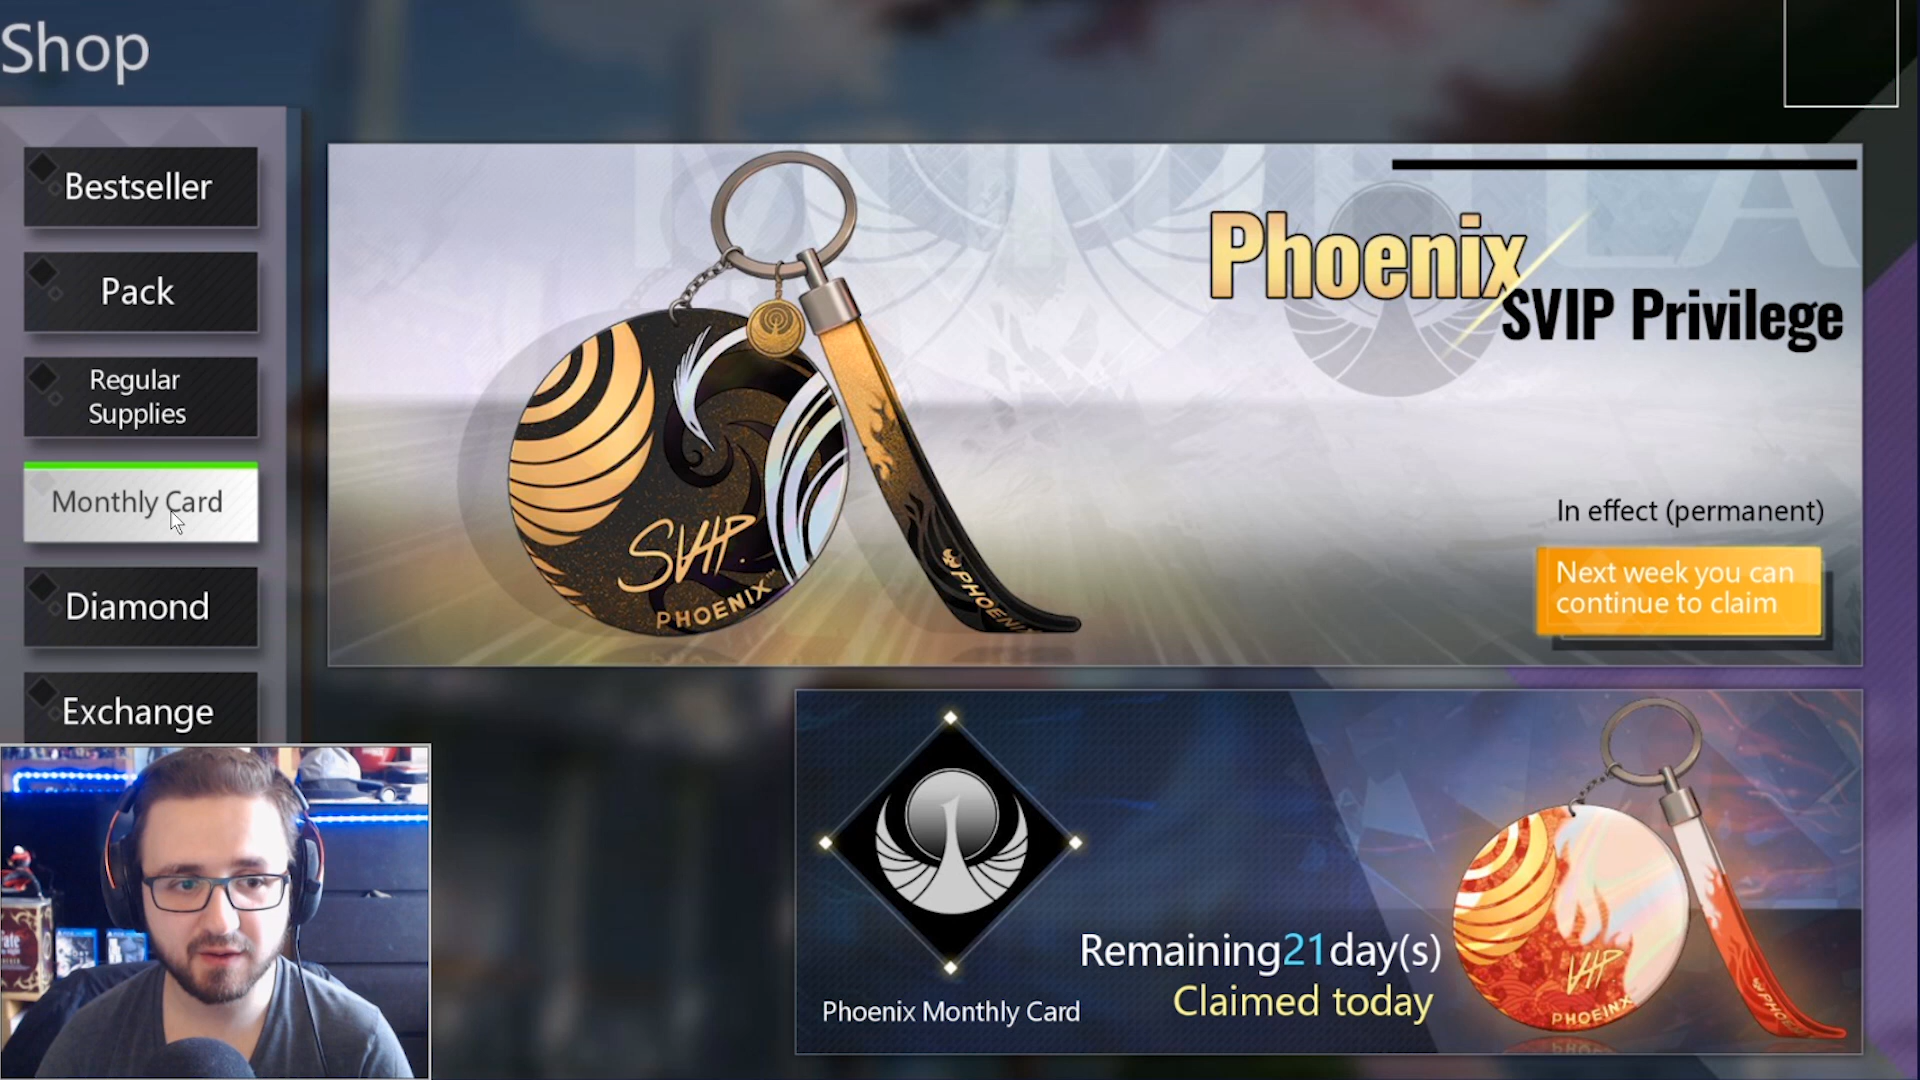 Shop
Bestseller
Pack
Regular
Supplies
Monthly Card
Diamond
Exchange
Phoenix
SVIP Privilege
SVIP
PHOENIX
PHOENIX
In effect (permanent)
Next week you can
continue to claim
Phoenix Monthly Card
Remaining21day(s)
Claimed today
VIP
PHOEINX